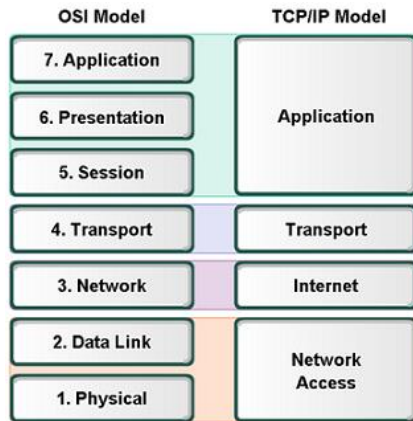 OSI Model
TCP/IP Model
7. Application
6. Presentation
5. Session
4. Transport
3. Network
2. Data Link
1. Physical
Application
Transport
Internet
Network
Access